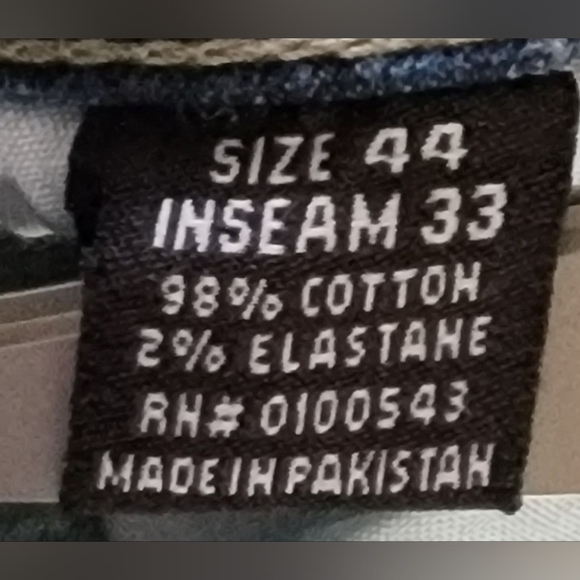 SIZE 44
INSEAM 33
98% COTTON
2% ELASTANE
RN# 0100543
MADE IN PAKISTAN